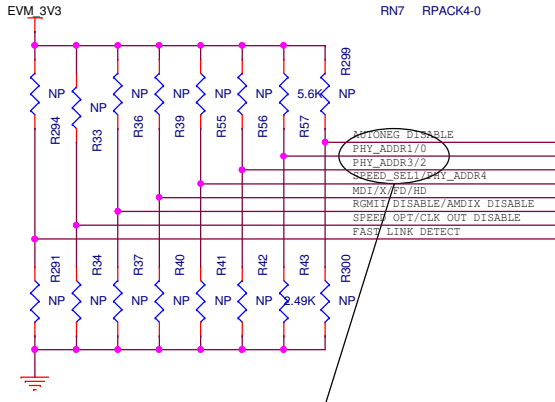 EVM_3V3
RN7 RPACK4-0
R294 NP
R33 NP
R36 NP
R39 NP
R55 NP
R56 NP
R57 5.6K
R299 NP
AUTONEG DISABLE
PHY_ADDR1/0
PHY_ADDR3/2
SPEED_SEL1/PHY_ADDR4
MDI/X/FD/HD
RGMII DISABLE/AMDIX DISABLE
SPEED OPT/CLK OUT DISABLE
FAST LINK DETECT
R291 NP
R34 NP
R37 NP
R40 NP
R41 NP
R42 NP
R43 2.49K
R300 NP